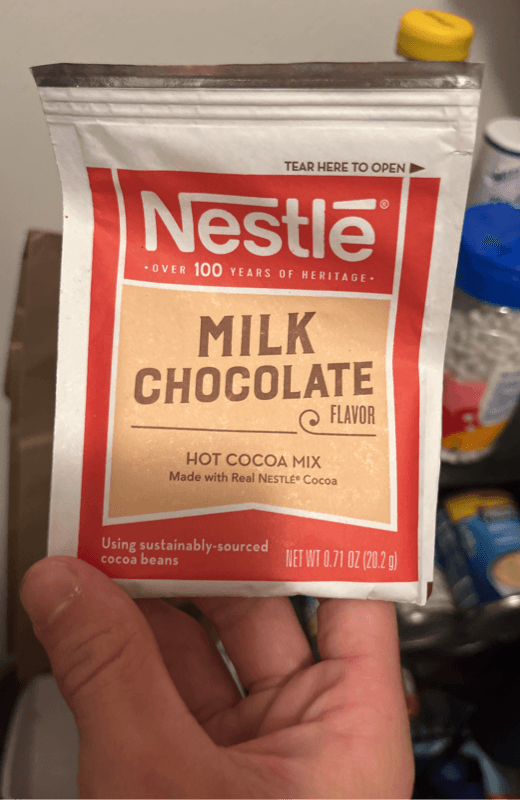 TEAR HERE TO OPEN
Nestlé®
• OVER 100 YEARS OF HERITAGE •
MILK
CHOCOLATE
FLAVOR
HOT COCOA MIX
Made with Real NESTLÉ® Cocoa
Using sustainably-sourced
cocoa beans
NET WT 0.71 OZ (20.2 g)